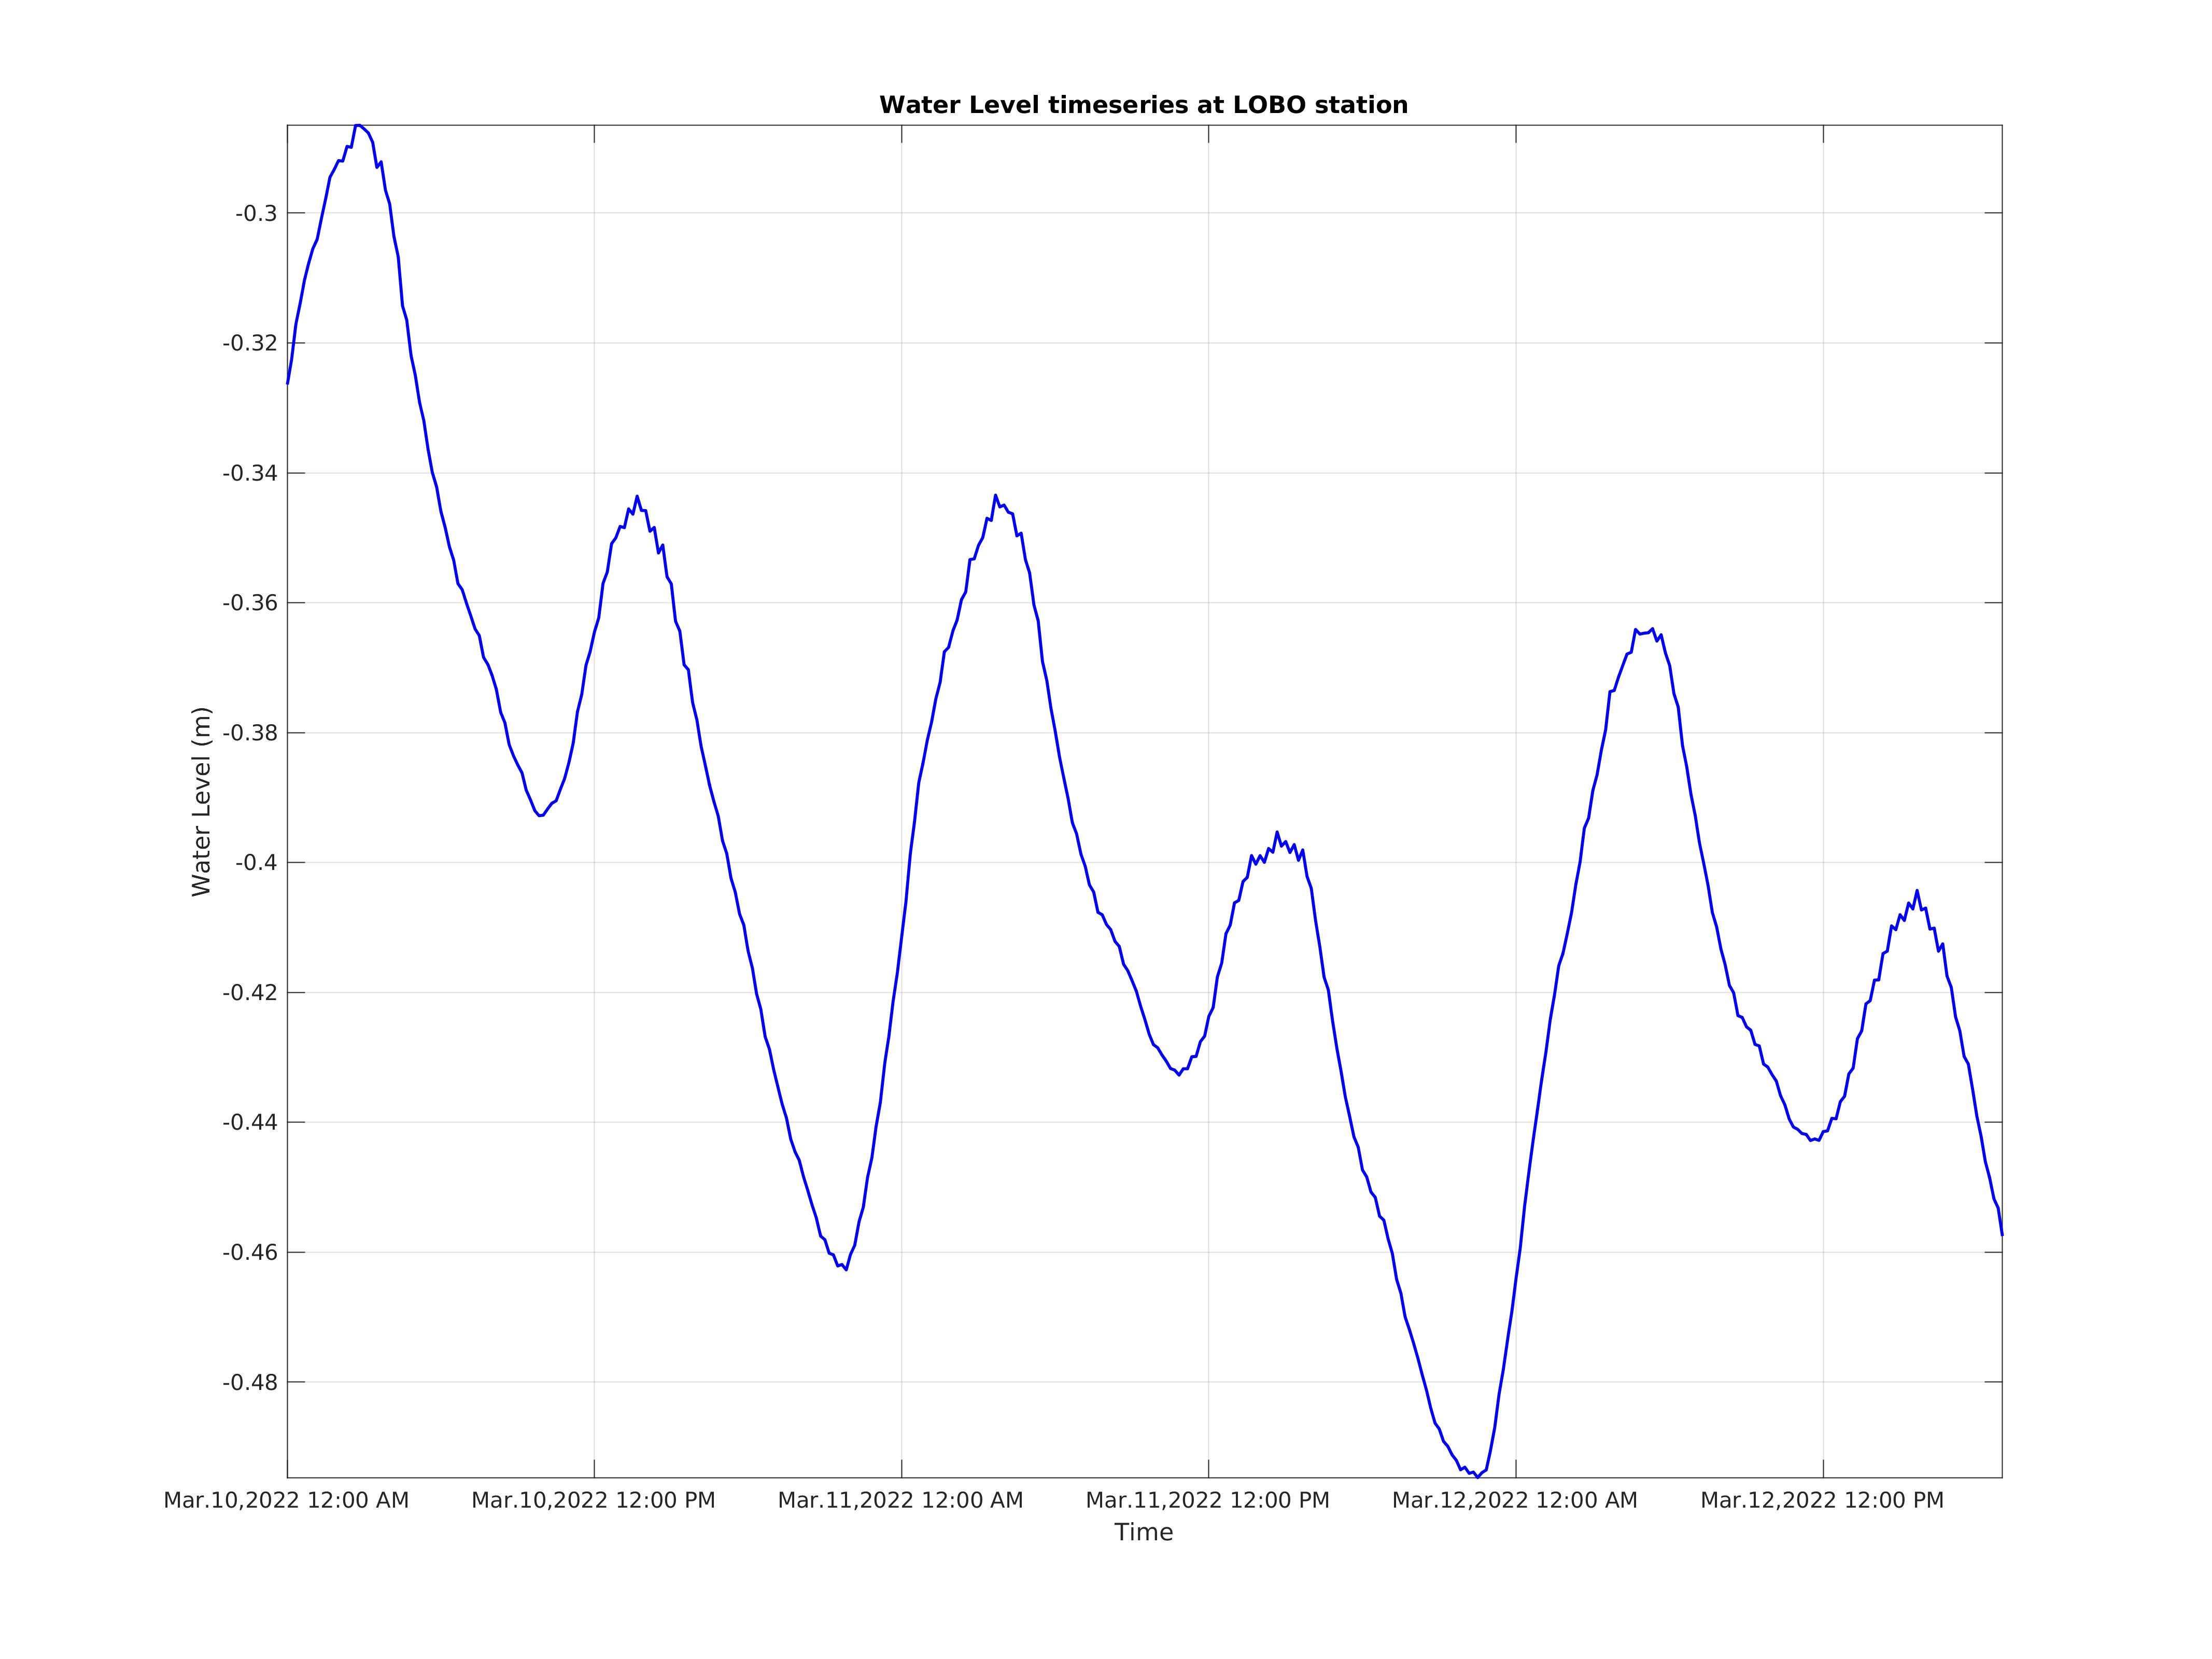 Water Level timeseries at LOBO station
-0.3
-0.32
-0.34
-0.36
-0.38
-0.4
-0.42
-0.44
-0.46
-0.48
Water Level (m)
Mar.10,2022 12:00 AM
Mar.10,2022 12:00 PM
Mar.11,2022 12:00 AM
Mar.11,2022 12:00 PM
Mar.12,2022 12:00 AM
Mar.12,2022 12:00 PM
Time